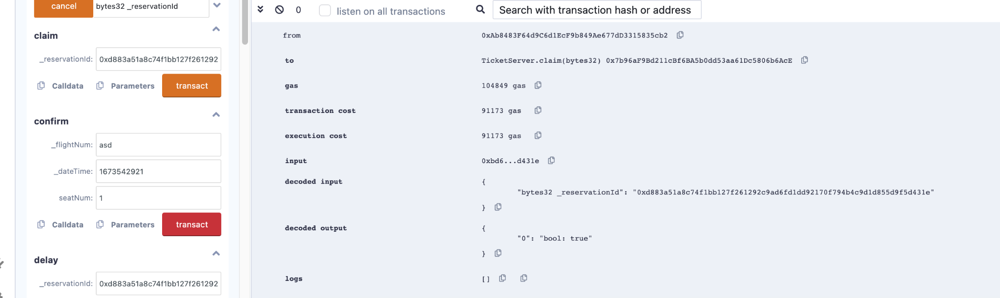 cancel
bytes32 _reservationId
claim
_reservationId:
0xd883a51a8c74f1bb127f261292
Calldata
Parameters
transact
confirm
_flightNum:
asd
_dateTime:
1673542921
seatNum:
1
Calldata
Parameters
transact
delay
_reservationId:
0xd883a51a8c74f1bb127f261292
0
listen on all transactions
Search with transaction hash or address
from
0xAb8483F64d9C6d1EcF9b849Ae677dD3315835cb2
to
TicketServer.claim(bytes32) 0x7b96aF9Bd211cBf6BA5b0dd53aa61Dc5806b6AcE
gas
104849 gas
transaction cost
91173 gas
execution cost
91173 gas
input
0xbd6...d431e
decoded input
{
"bytes32 _reservationId": "0xd883a51a8c74f1bb127f261292c9ad6fd1dd92170f794b4c9d1d855d9f5d431e"
}
decoded output
{
"0": "bool: true"
}
logs
[]